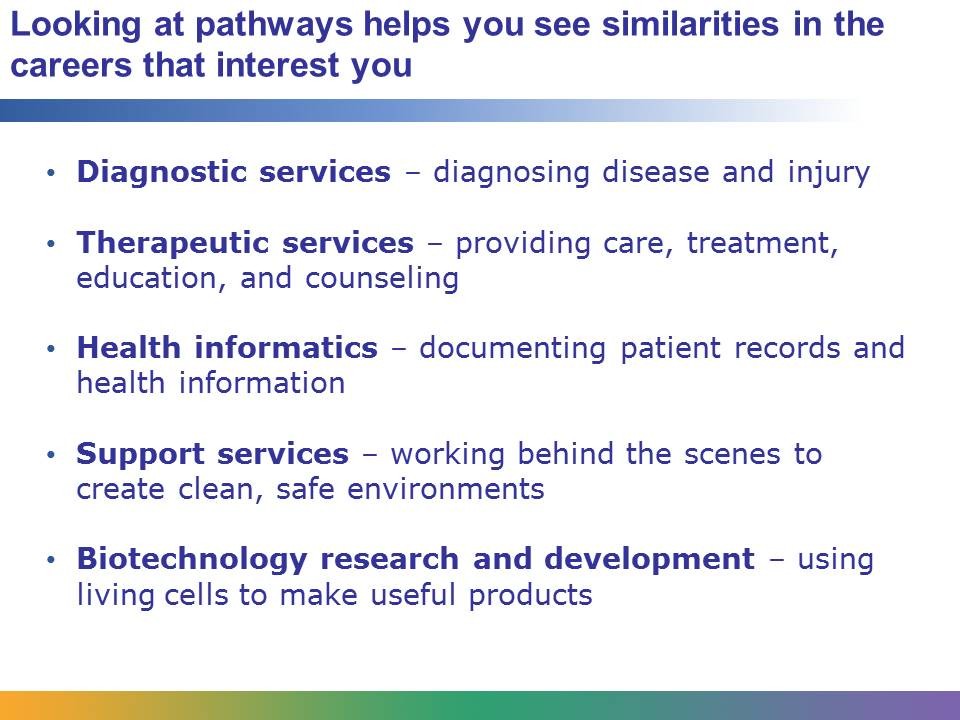 Looking at pathways helps you see similarities in the
careers that interest you
• Diagnostic services – diagnosing disease and injury
• Therapeutic services – providing care, treatment,
education, and counseling
• Health informatics – documenting patient records and
health information
• Support services – working behind the scenes to
create clean, safe environments
• Biotechnology research and development – using
living cells to make useful products